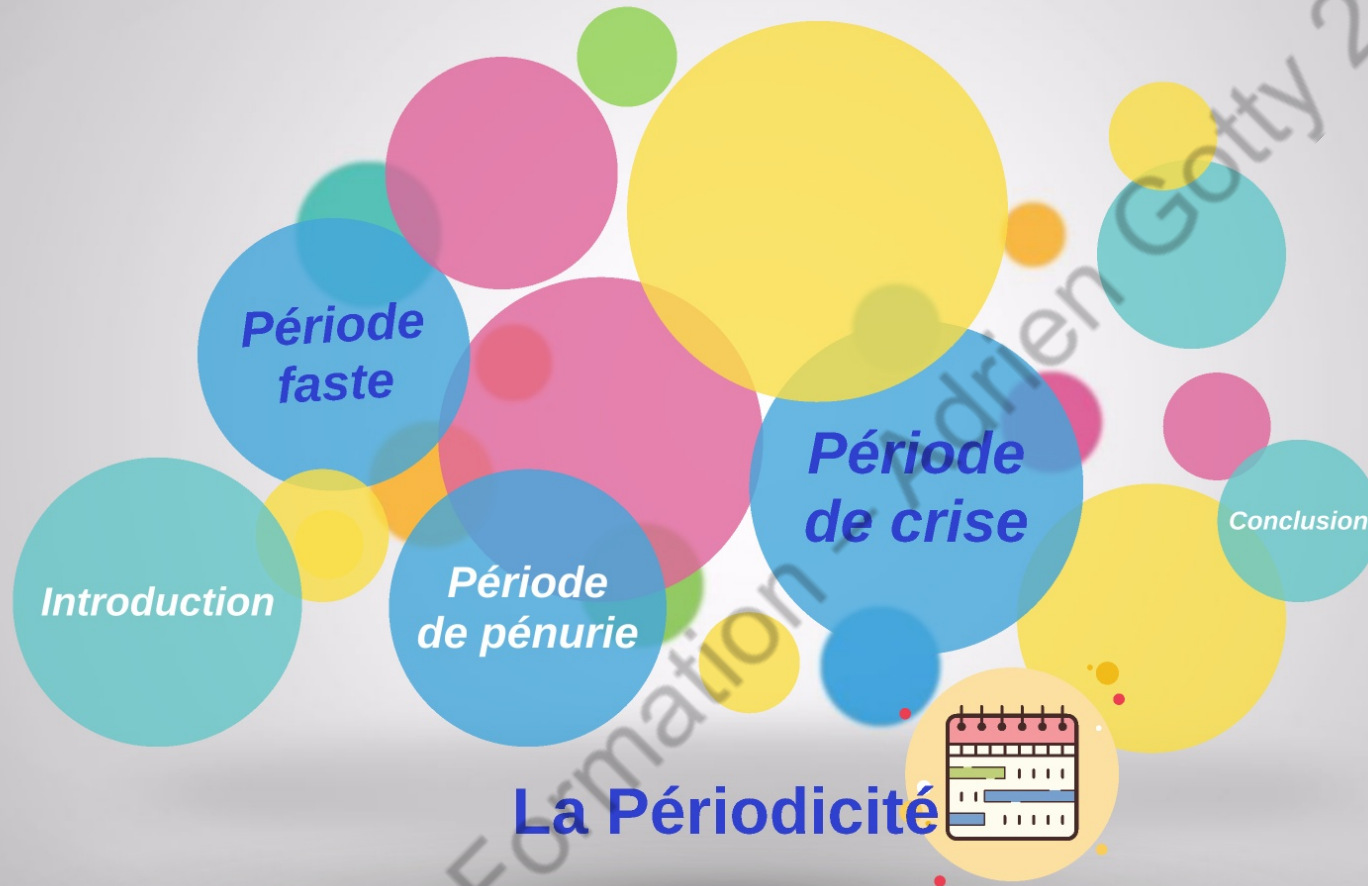 Période
faste
Introduction
Période
de pénurie
Période
de crise
Conclusion
La Périodicité
Formation - Adrien Gotty 2